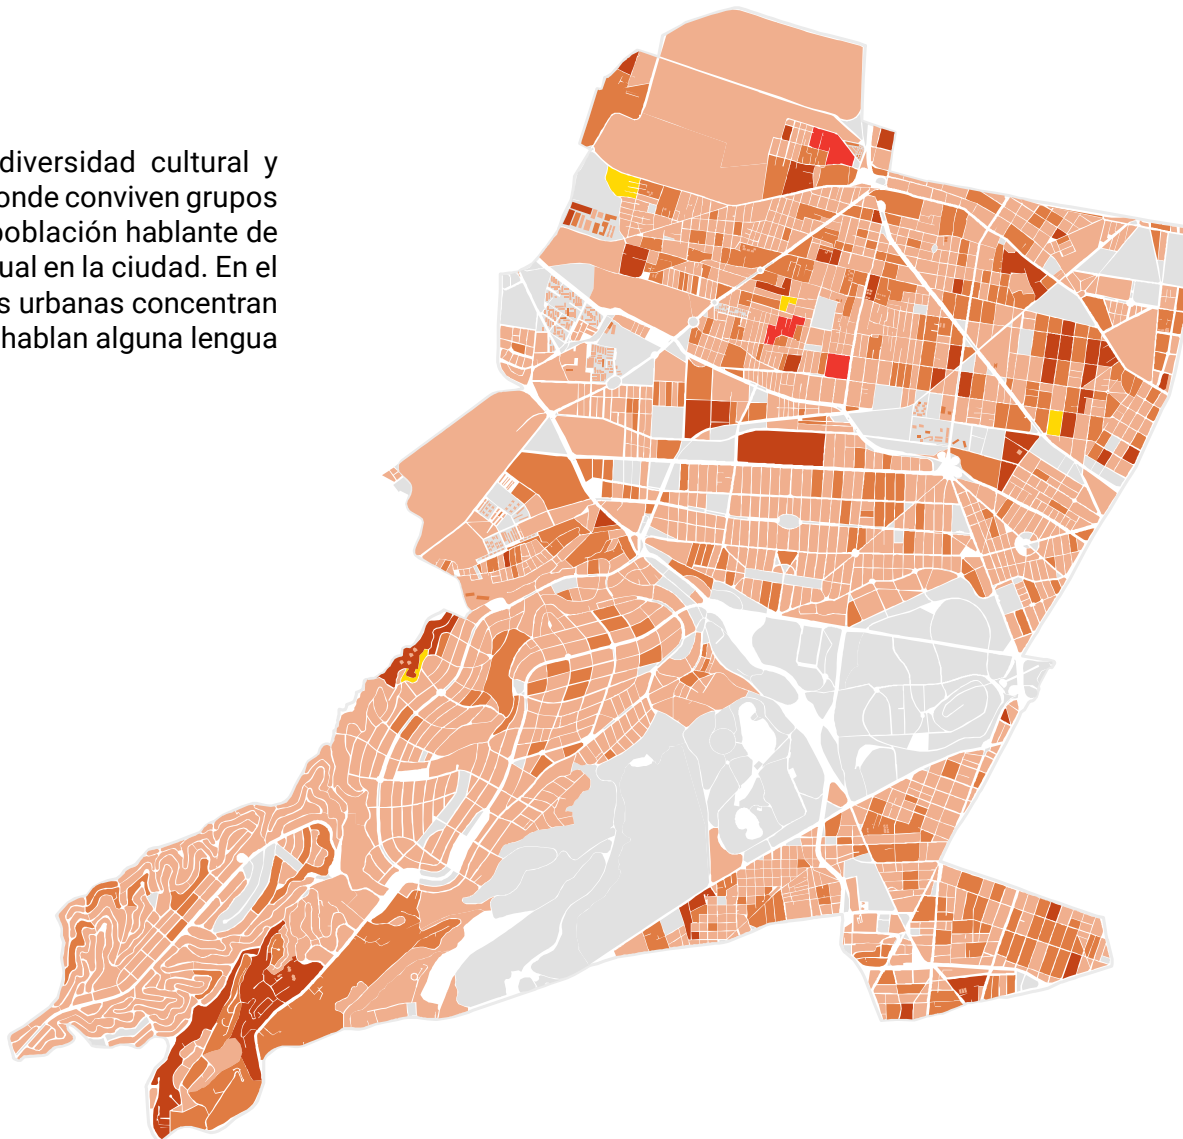 diversidad cultural y
onde conviven grupos
población hablante de
ual en la ciudad. En el
s urbanas concentran
hablan alguna lengua